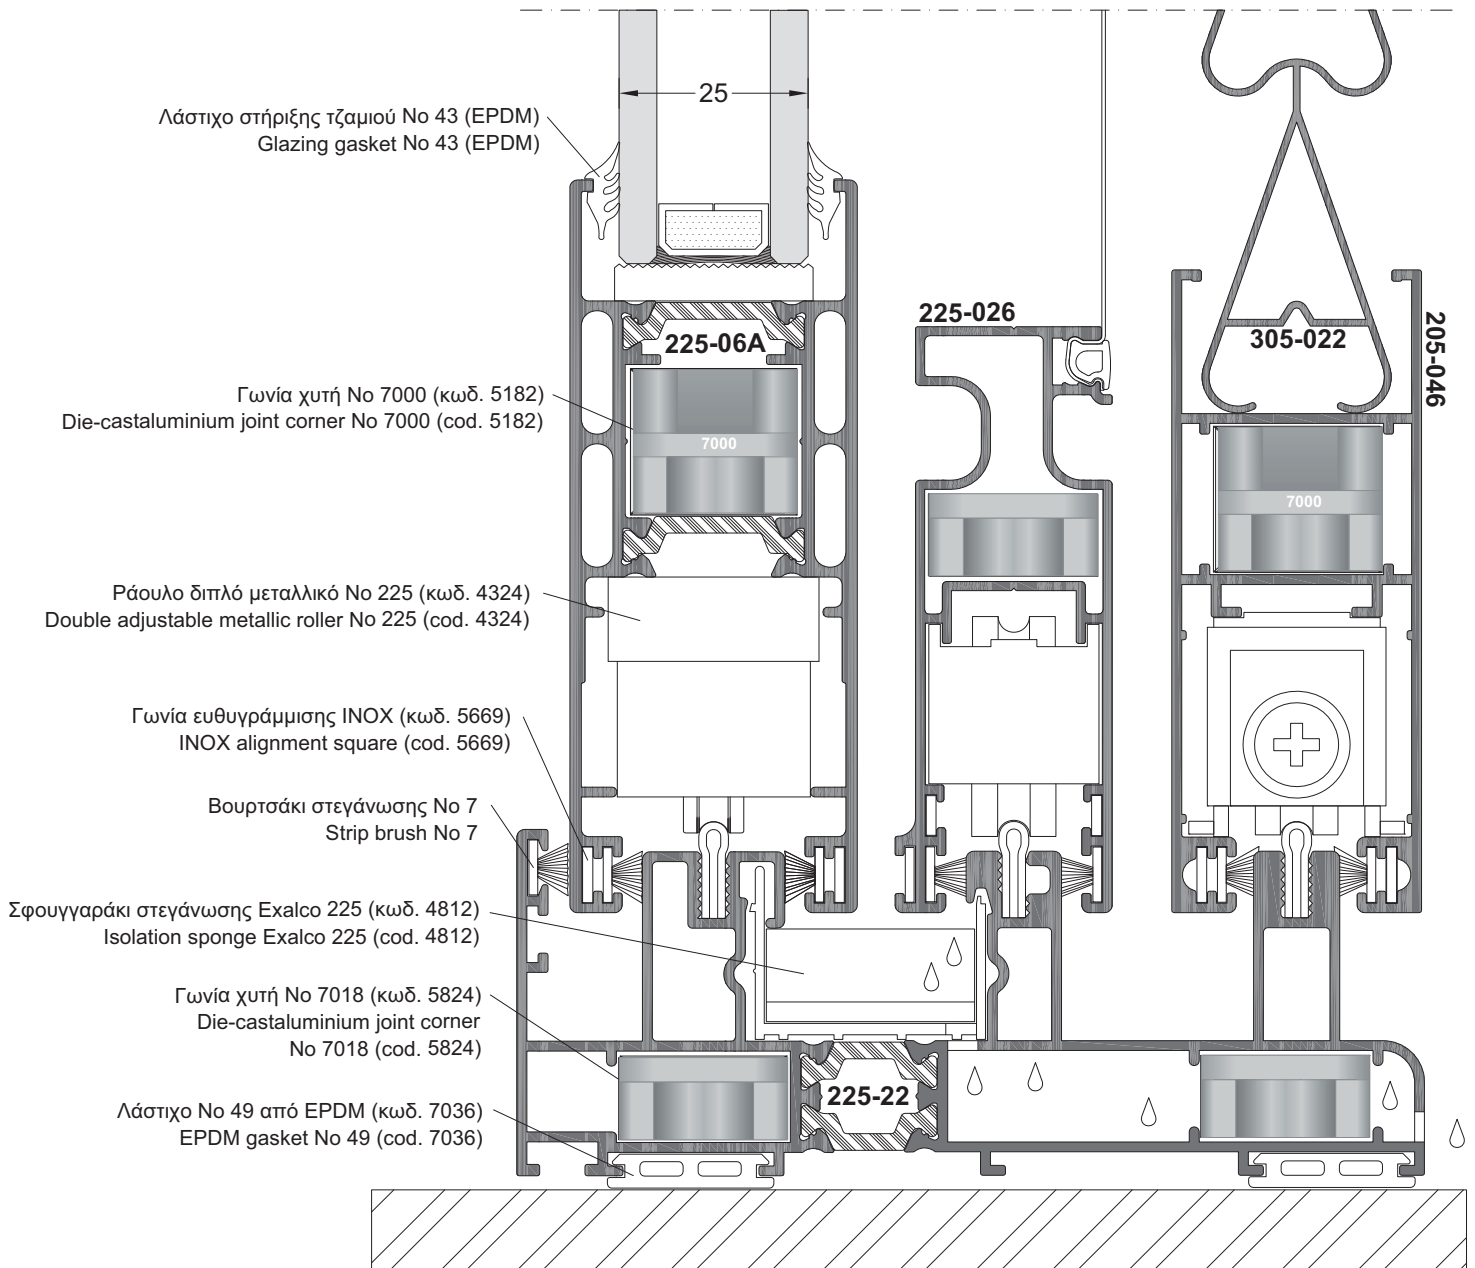 25
Λάστιχο στήριξης τζαμιού No 43 (EPDM)
Glazing gasket No 43 (EPDM)
225-026
225-06A
305-022
205-046
Γωνία χυτή No 7000 (κωδ. 5182)
Die-castaluminium joint corner No 7000 (cod. 5182)
7000
7000
Ράουλο διπλό μεταλλικό No 225 (κωδ. 4324)
Double adjustable metallic roller No 225 (cod. 4324)
Γωνία ευθυγράμμισης INOX (κωδ. 5669)
INOX alignment square (cod. 5669)
Βουρτσάκι στεγάνωσης No 7
Strip brush No 7
Σφουγγαράκι στεγάνωσης Exalco 225 (κωδ. 4812)
Isolation sponge Exalco 225 (cod. 4812)
Γωνία χυτή No 7018 (κωδ. 5824)
Die-castaluminium joint corner
No 7018 (cod. 5824)
225-22
Λάστιχο No 49 από EPDM (κωδ. 7036)
EPDM gasket No 49 (cod. 7036)